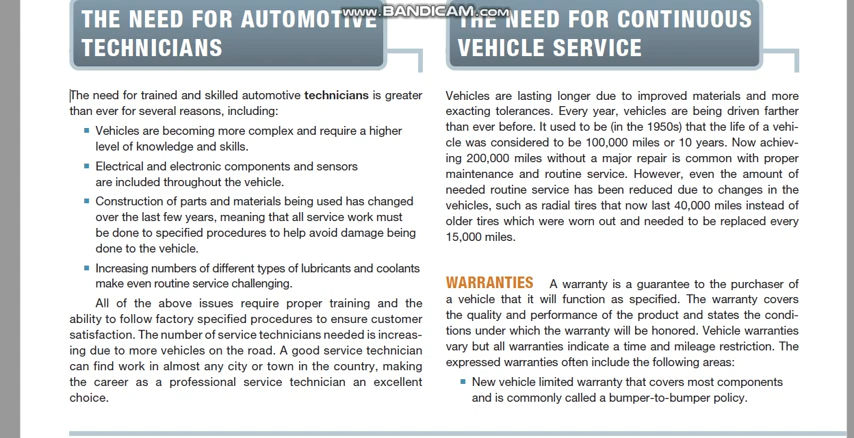 www.BANDICAM.com
THE NEED FOR AUTOMOTIVE
TECHNICIANS
The need for trained and skilled automotive technicians is greater
than ever for several reasons, including:
▪ Vehicles are becoming more complex and require a higher
level of knowledge and skills.
▪ Electrical and electronic components and sensors
are included throughout the vehicle.
▪ Construction of parts and materials being used has changed
over the last few years, meaning that all service work must
be done to specified procedures to help avoid damage being
done to the vehicle.
▪ Increasing numbers of different types of lubricants and coolants
make even routine service challenging.
All of the above issues require proper training and the
ability to follow factory specified procedures to ensure customer
satisfaction. The number of service technicians needed is increas-
ing due to more vehicles on the road. A good service technician
can find work in almost any city or town in the country, making
the career as a professional service technician an excellent
choice.
THE NEED FOR CONTINUOUS
VEHICLE SERVICE
Vehicles are lasting longer due to improved materials and more
exacting tolerances. Every year, vehicles are being driven farther
than ever before. It used to be (in the 1950s) that the life of a vehi-
cle was considered to be 100,000 miles or 10 years. Now achiev-
ing 200,000 miles without a major repair is common with proper
maintenance and routine service. However, even the amount of
needed routine service has been reduced due to changes in the
vehicles, such as radial tires that now last 40,000 miles instead of
older tires which were worn out and needed to be replaced every
15,000 miles.
WARRANTIES A warranty is a guarantee to the purchaser of
a vehicle that it will function as specified. The warranty covers
the quality and performance of the product and states the condi-
tions under which the warranty will be honored. Vehicle warranties
vary but all warranties indicate a time and mileage restriction. The
expressed warranties often include the following areas:
▪ New vehicle limited warranty that covers most components
and is commonly called a bumper-to-bumper policy.